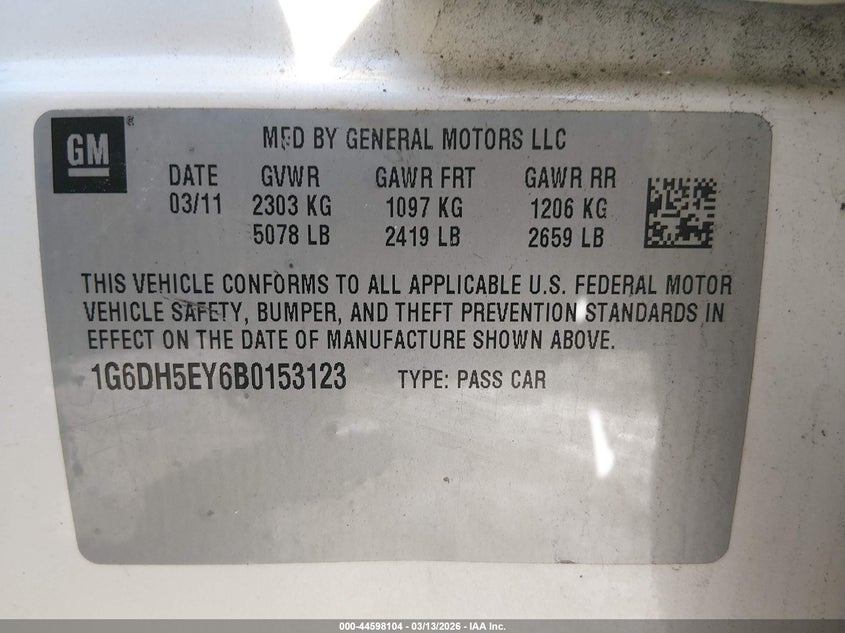 GM®
MFD BY GENERAL MOTORS LLC
DATE GVWR GAWR FRT GAWR RR
03/11 2303 KG 1097 KG 1206 KG
5078 LB 2419 LB 2659 LB
THIS VEHICLE CONFORMS TO ALL APPLICABLE U.S. FEDERAL MOTOR
VEHICLE SAFETY, BUMPER, AND THEFT PREVENTION STANDARDS IN
EFFECT ON THE DATE OF MANUFACTURE SHOWN ABOVE.
1G6DH5EY6B0153123 TYPE: PASS CAR
000-44598104 - 03/13/2026 - IAA Inc.